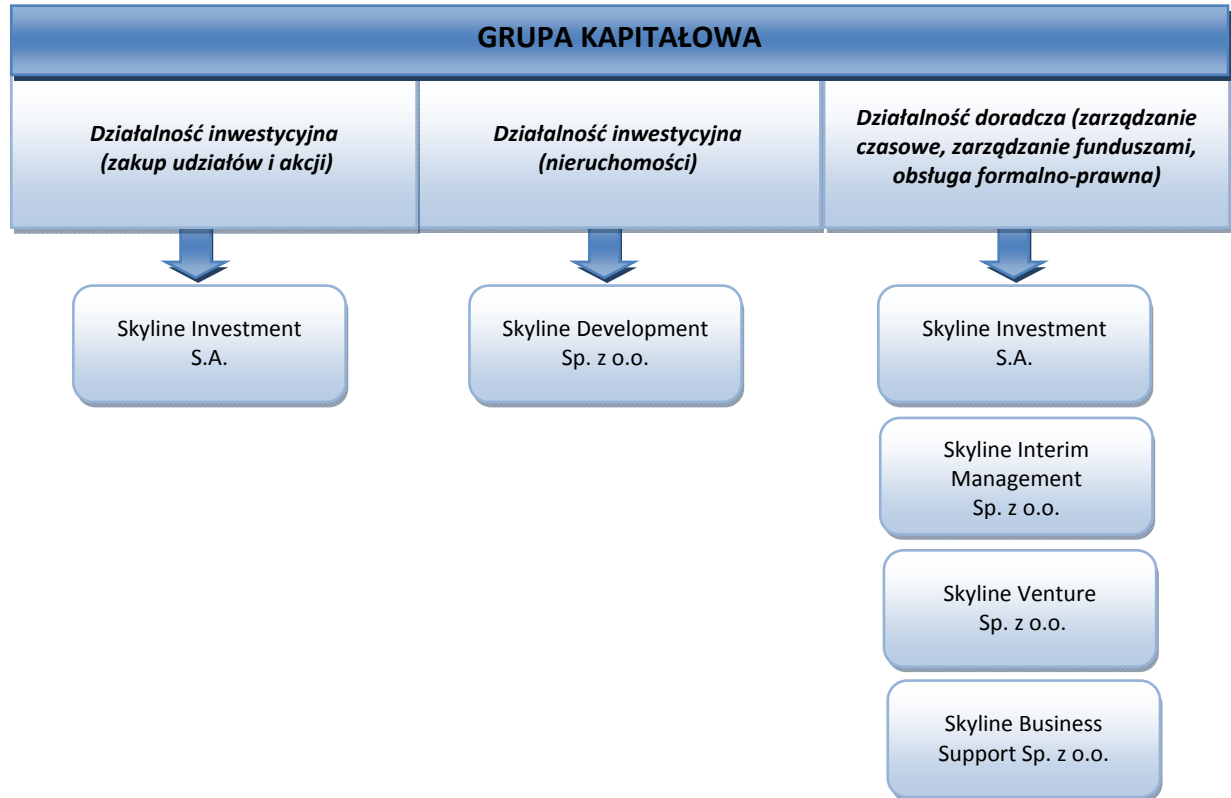 GRUPA KAPITAŁOWA
Działalność inwestycyjna
(zakup udziałów i akcji)
Działalność inwestycyjna
(nieruchomości)
Działalność doradcza (zarządzanie
czasowe, zarządzanie funduszami,
obsługa formalno-prawna)
Skyline Investment
S.A.
Skyline Development
Sp. z o.o.
Skyline Investment
S.A.
Skyline Interim
Management
Sp. z o.o.
Skyline Venture
Sp. z o.o.
Skyline Business
Support Sp. z o.o.